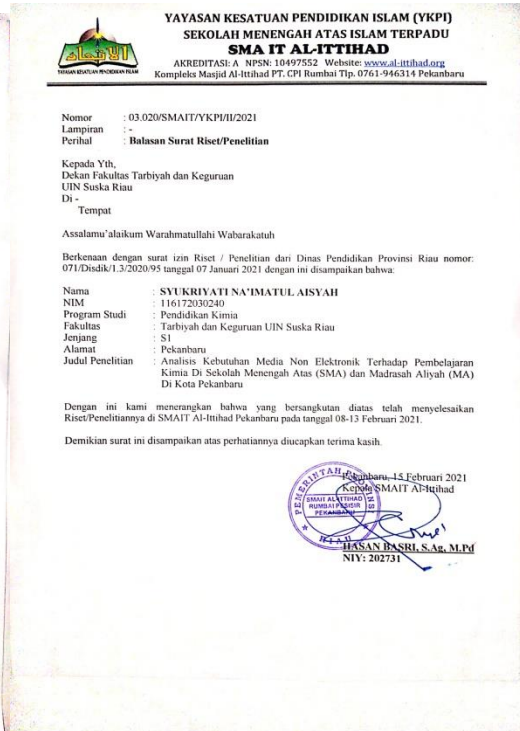 YAYASAN KESATUAN PENDIDIKAN ISLAM (YKPI)
SEKOLAH MENENGAH ATAS ISLAM TERPADU
SMA IT AL-ITTIHAD
AKREDITASI: A NPSN: 10497552 Website: www.al-ittihad.org
Kompleks Masjid Al-Ittihad PT. CPI Rumbai Tlp. 0761-946314 Pekanbaru
الإتحاد
YAYASAN KESATUAN PENDIDIKAN ISLAM
Nomor : 03.020/SMAIT/YKPI/II/2021
Lampiran : -
Perihal : Balasan Surat Riset/Penelitian
Kepada Yth,
Dekan Fakultas Tarbiyah dan Keguruan
UIN Suska Riau
Di -
Tempat
Assalamu'alaikum Warahmatullahi Wabarakatuh
Berkenaan dengan surat izin Riset / Penelitian dari Dinas Pendidikan Provinsi Riau nomor:
071/Disdik/1.3/2020/95 tanggal 07 Januari 2021 dengan ini disampaikan bahwa:
Nama : SYUKRIYATI NA'IMATUL AISYAH
NIM : 116172030240
Program Studi : Pendidikan Kimia
Fakultas : Tarbiyah dan Keguruan UIN Suska Riau
Jenjang : S1
Alamat : Pekanbaru
Judul Penelitian : Analisis Kebutuhan Media Non Elektronik Terhadap Pembelajaran
Kimia Di Sekolah Menengah Atas (SMA) dan Madrasah Aliyah (MA)
Di Kota Pekanbaru
Dengan ini kami menerangkan bahwa yang bersangkutan diatas telah menyelesaikan
Riset/Penelitiannya di SMAIT Al-Ittihad Pekanbaru pada tanggal 08-13 Februari 2021.
Demikian surat ini disampaikan atas perhatiannya diucapkan terima kasih.
Pekanbaru, 15 Februari 2021
Kepala SMAIT Al-Ittihad
PEMERINTAH PROVINSI
SMAIT AL-ITTIHAD
RUMBAI PESISIR
PEKANBARU
RIAU
HASAN BASRI, S.Ag, M.Pd
NIY: 202731